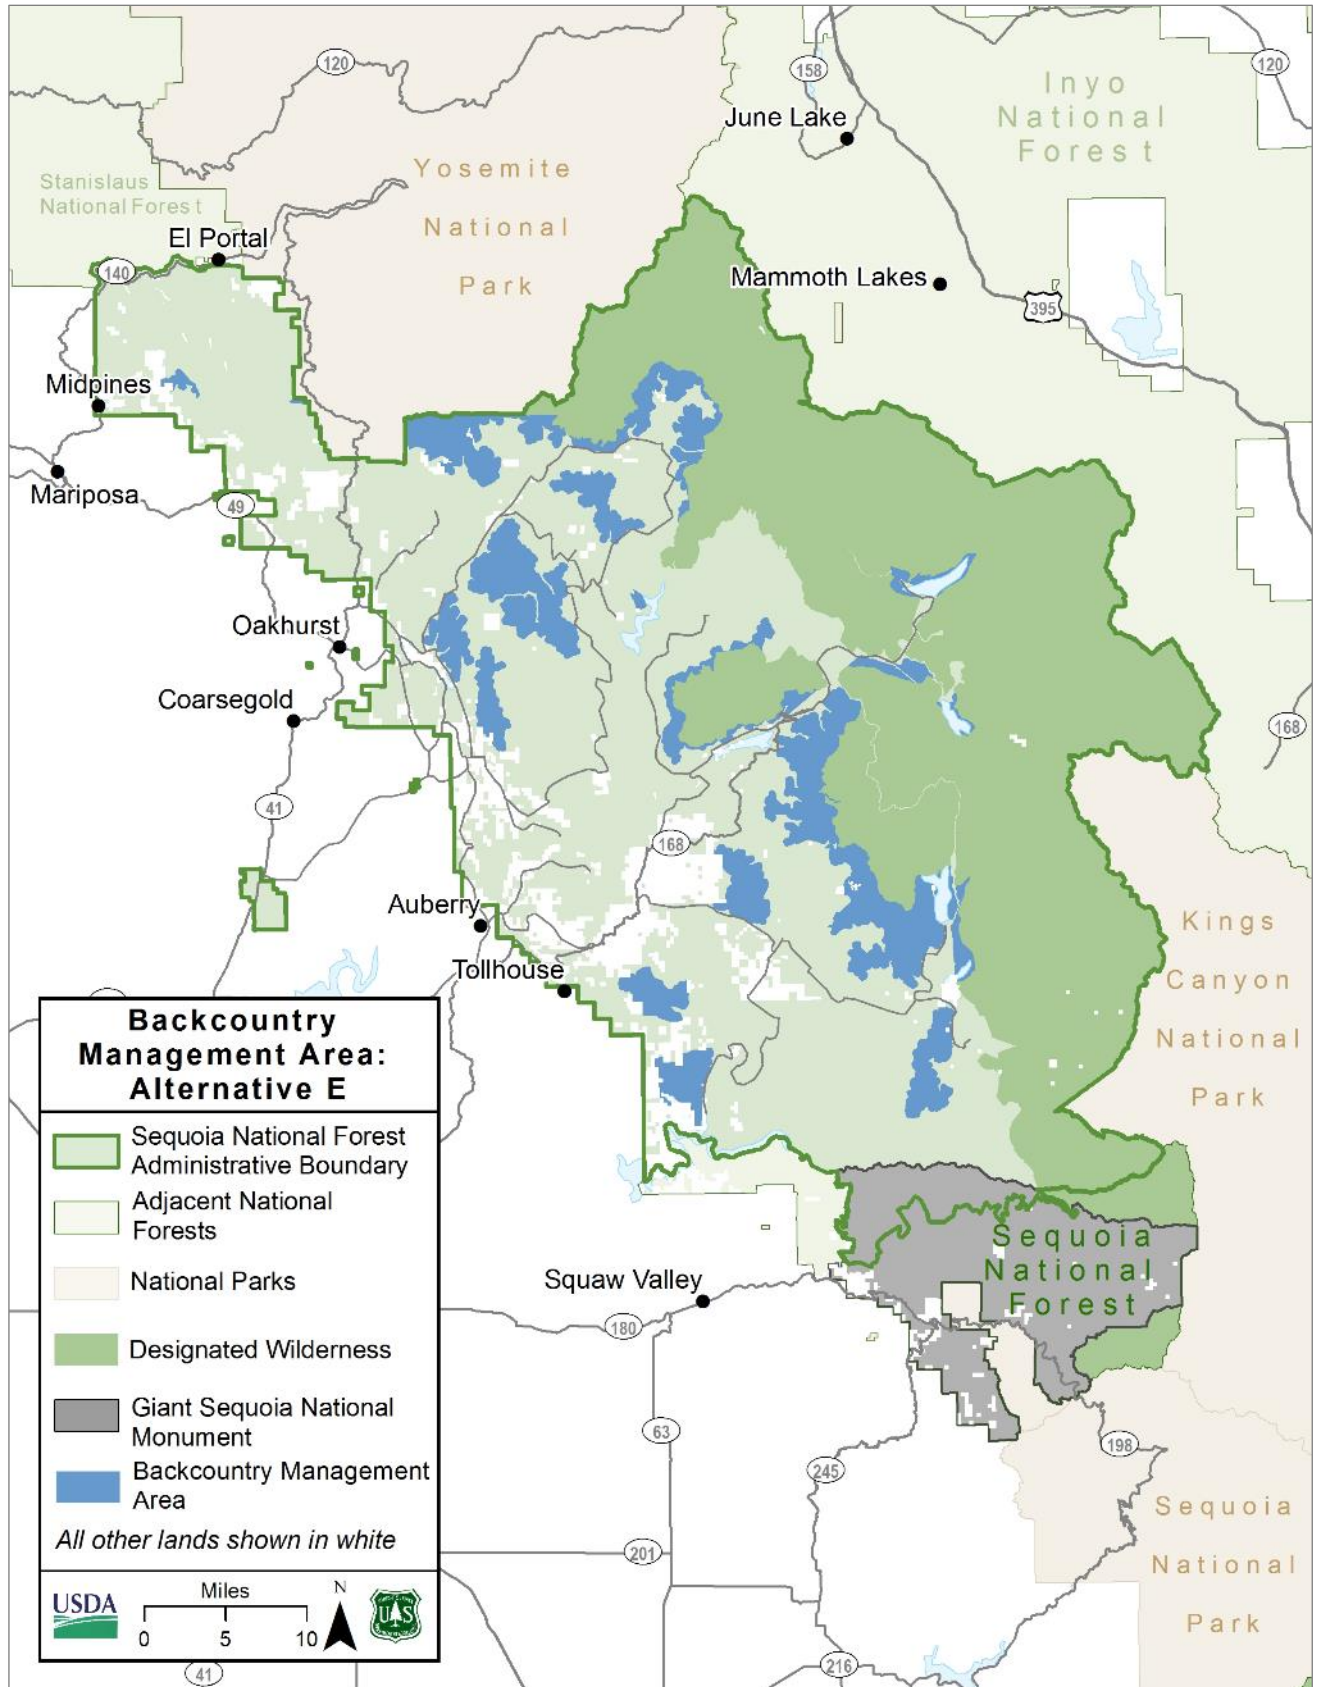 120
158
120
Inyo
National
Forest
June Lake
Yosemite
National
Park
Stanislaus
National Forest
El Portal
140
Mammoth Lakes
395
Midpines
Mariposa
49
Oakhurst
Coarsegold
168
41
168
Auberry
Tollhouse
Kings
Canyon
National
Park
Backcountry
Management Area:
Alternative E
Sequoia National Forest
Administrative Boundary
Adjacent National
Forests
National Parks
Designated Wilderness
Giant Sequoia National
Monument
Backcountry Management
Area
All other lands shown in white
USDA
Miles
0 5 10
N
U S
Sequoia
National
Forest
Squaw Valley
180
63
245
198
201
Sequoia
National
Park
41
216